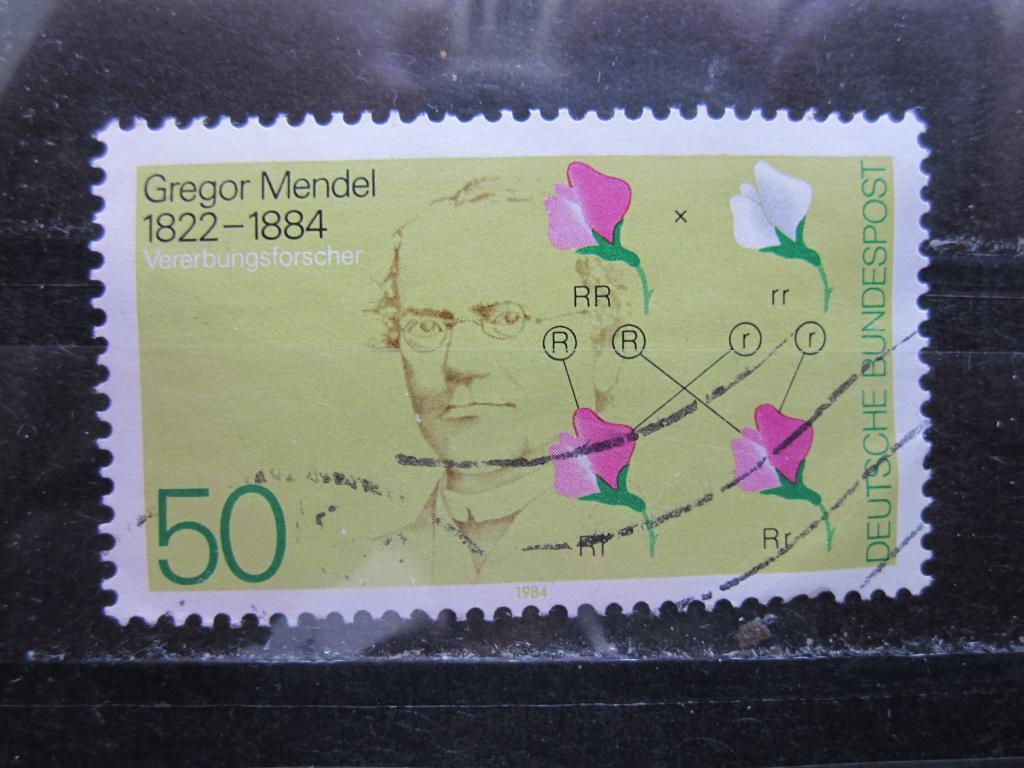 Gregor Mendel
1822–1884
Vererbungsforscher
×
RR rr
R R r r
Rr Rr
50
1984
DEUTSCHE BUNDESPOST